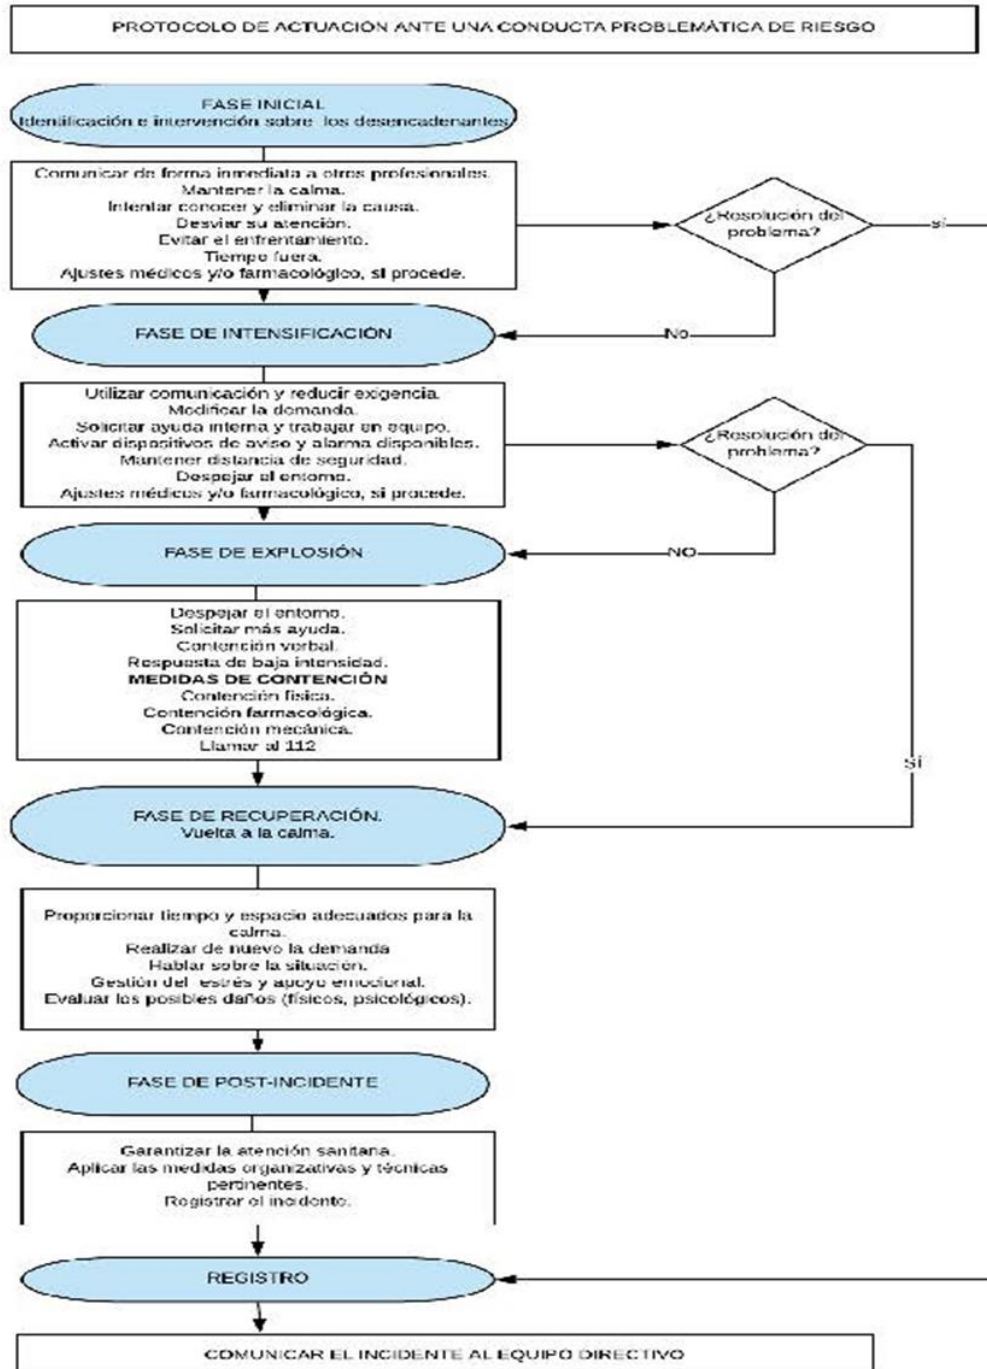 PROTOCOLO DE ACTUACIÓN ANTE UNA CONDUCTA PROBLEMÁTICA DE RIESGO
FASE INICIAL
Identificación e intervención sobre los desencadenantes
Comunicar de forma inmediata a otros profesionales.
Mantener la calma.
Intentar conocer y eliminar la causa.
Desviar su atención.
Evitar el enfrentamiento.
Tiempo fuera.
Ajustes médicos y/o farmacológico, si procede.
¿Resolución del
problema?
sí
No
FASE DE INTENSIFICACIÓN
Utilizar comunicación y reducir exigencia.
Modificar la demanda.
Solicitar ayuda interna y trabajar en equipo.
Activar dispositivos de aviso y alarma disponibles.
Mantener distancia de seguridad.
Despejar el entorno.
Ajustes médicos y/o farmacológico, si procede.
¿Resolución del
problema?
NO
SÍ
FASE DE EXPLOSIÓN
Despejar el entorno.
Solicitar más ayuda.
Contención verbal.
Respuesta de baja intensidad.
MEDIDAS DE CONTENCIÓN
Contención física.
Contención farmacológica.
Contención mecánica.
Llamar al 112
FASE DE RECUPERACIÓN.
Vuelta a la calma.
Proporcionar tiempo y espacio adecuados para la
calma.
Realizar de nuevo la demanda
Hablar sobre la situación.
Gestión del estrés y apoyo emocional.
Evaluar los posibles daños (físicos, psicológicos).
FASE DE POST-INCIDENTE
Garantizar la atención sanitaria.
Aplicar las medidas organizativas y técnicas
pertinentes.
Registrar el incidente.
REGISTRO
COMUNICAR EL INCIDENTE AL EQUIPO DIRECTIVO